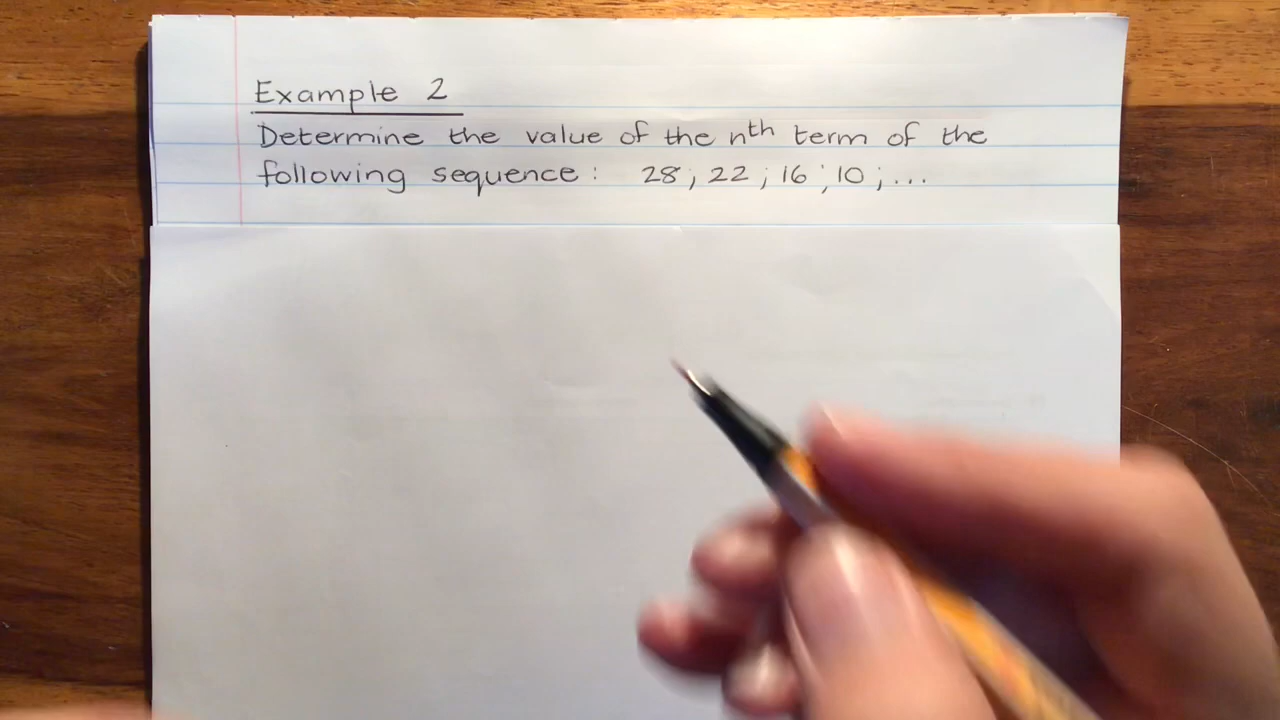 Example 2
Determine the value of the nth term of the
following sequence: 28 ; 22 ; 16 ; 10 ; ...